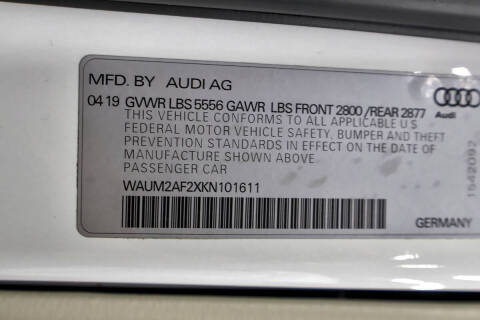 MFD. BY AUDI AG
04 19 GVWR LBS 5556 GAWR LBS FRONT 2800 /REAR 2877
THIS VEHICLE CONFORMS TO ALL APPLICABLE U S
FEDERAL MOTOR VEHICLE SAFETY, BUMPER AND THEFT
PREVENTION STANDARDS IN EFFECT ON THE DATE OF
MANUFACTURE SHOWN ABOVE.
PASSENGER CAR
WAUM2AF2XKN101611
GERMANY
Audi
1542092